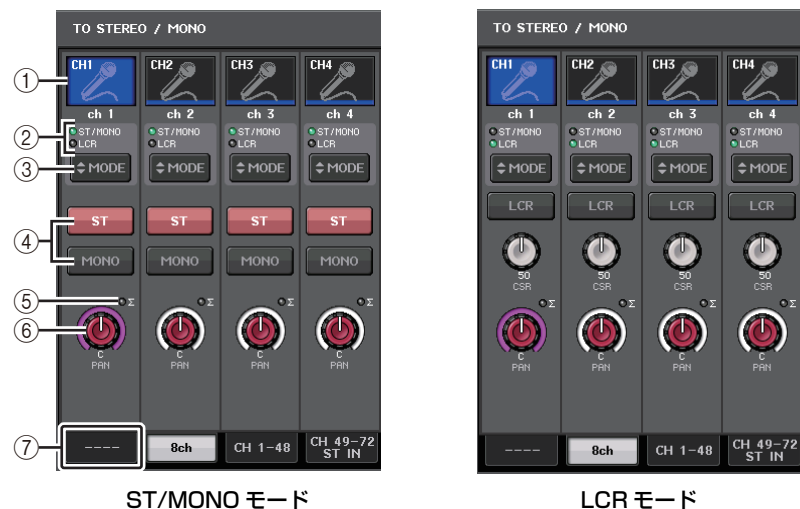 TO STEREO / MONO
CH1 CH2 CH3 CH4
① ch 1 ch 2 ch 3 ch 4
② ST/MONO ST/MONO ST/MONO ST/MONO
LCR LCR LCR LCR
③ MODE MODE MODE MODE
④ ST ST ST ST
MONO MONO MONO MONO
⑤ Σ Σ Σ Σ
⑥ C C C C
PAN PAN PAN PAN
⑦ ---- 8ch CH 1-48 CH 49-72
ST IN
ST/MONO モード
TO STEREO / MONO
CH1 CH2 CH3 CH4
ch 1 ch 2 ch 3 ch 4
ST/MONO ST/MONO ST/MONO ST/MONO
LCR LCR LCR LCR
MODE MODE MODE MODE
LCR LCR LCR LCR
50 50 50 50
CSR CSR CSR CSR
Σ Σ Σ Σ
C C C C
PAN PAN PAN PAN
---- 8ch CH 1-48 CH 49-72
ST IN
LCR モード